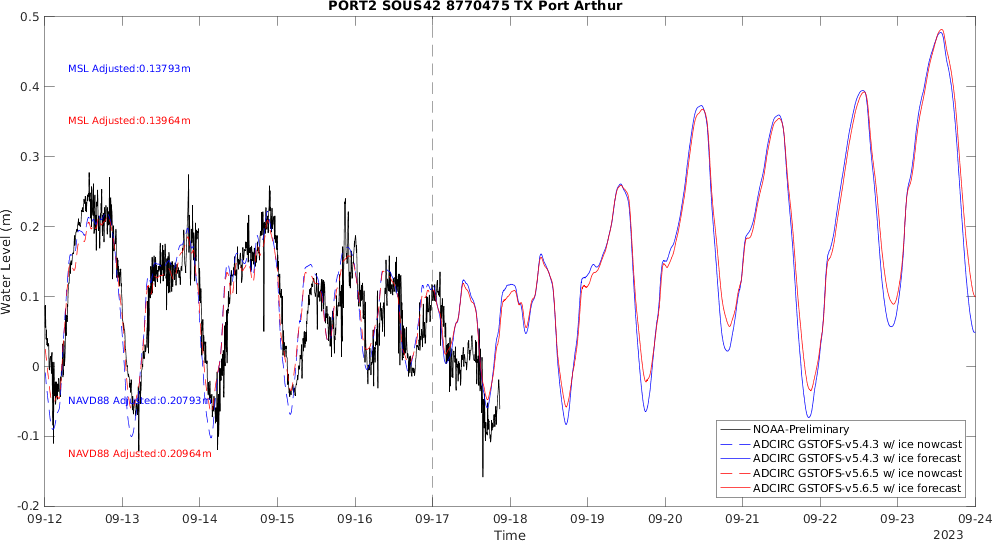 PORT2 SOUS42 8770475 TX Port Arthur
0.5
MSL Adjusted:0.13793m
0.4
MSL Adjusted:0.13964m
0.3
0.2
Water Level (m)
0.1
0
NAVD88 Adjusted:0.20793m
-0.1
NAVD88 Adjusted:0.20964m
-0.2
NOAA-Preliminary
ADCIRC GSTOFS-v5.4.3 w/ ice nowcast
ADCIRC GSTOFS-v5.4.3 w/ ice forecast
ADCIRC GSTOFS-v5.6.5 w/ ice nowcast
ADCIRC GSTOFS-v5.6.5 w/ ice forecast
09-12 09-13 09-14 09-15 09-16 09-17 09-18 09-19 09-20 09-21 09-22 09-23 09-24
Time
2023